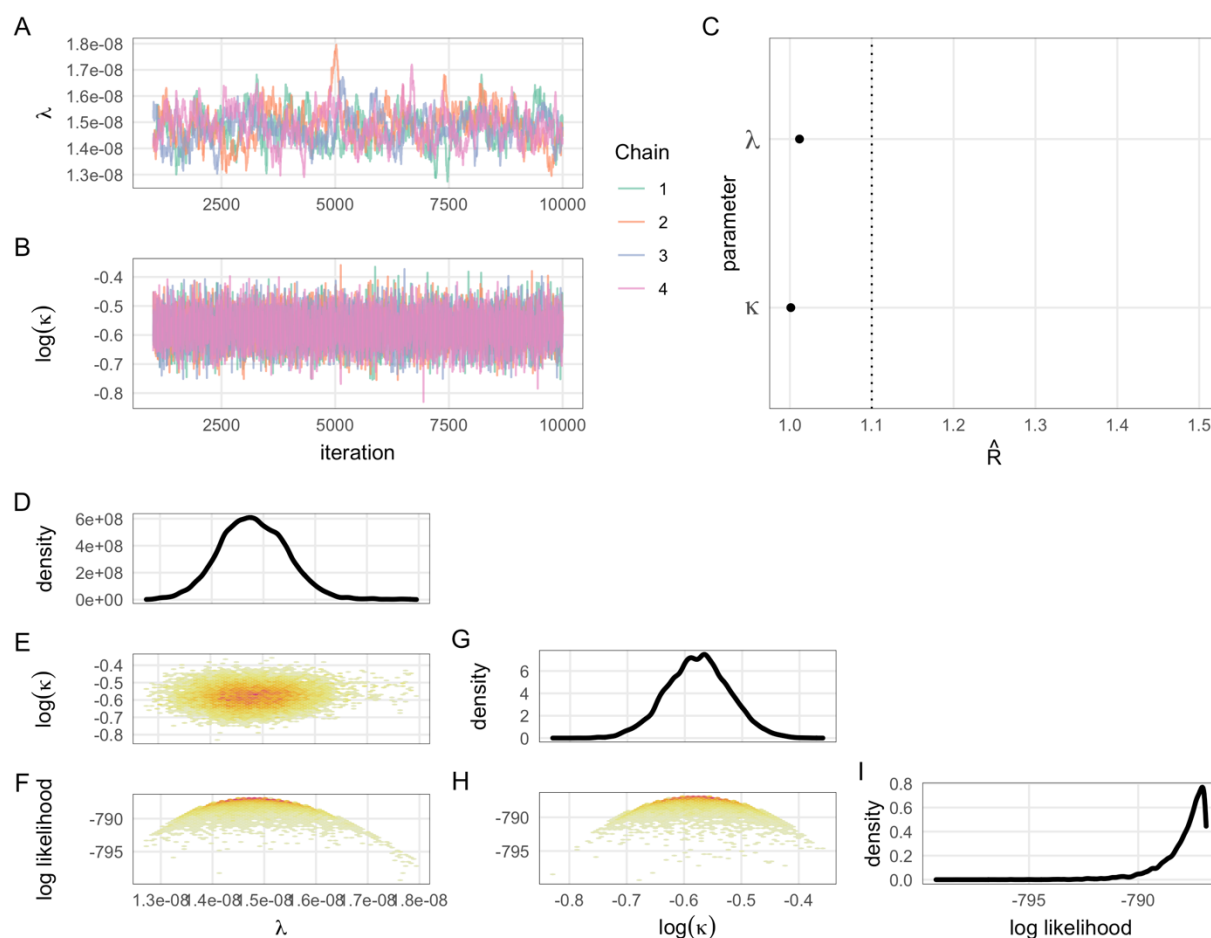 A
1.8e-08
1.7e-08
1.6e-08
1.5e-08
1.4e-08
1.3e-08
λ
2500 5000 7500 10000
B
-0.4
-0.5
-0.6
-0.7
-0.8
log(κ)
2500 5000 7500 10000
iteration
Chain
1
2
3
4
C
λ
κ
parameter
1.0 1.1 1.2 1.3 1.4 1.5
R̂
D
6e+08
4e+08
2e+08
0e+00
density
E
-0.4
-0.5
-0.6
-0.7
-0.8
log(κ)
G
6
4
2
0
density
F
-790
-795
log likelihood
1.3e-08 1.4e-08 1.5e-08 1.6e-08 1.7e-08 1.8e-08
λ
H
-790
-795
-0.8 -0.7 -0.6 -0.5 -0.4
log(κ)
I
0.8
0.6
0.4
0.2
0.0
density
-795 -790
log likelihood